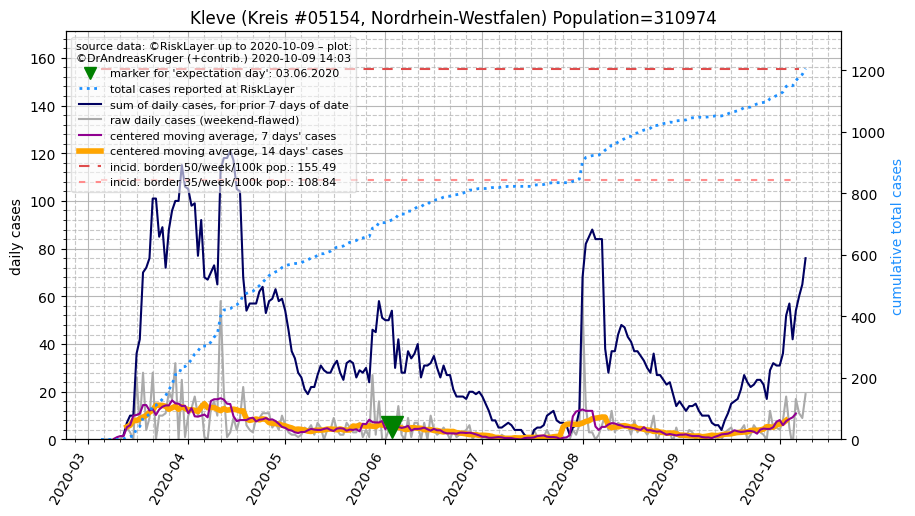 Kleve (Kreis #05154, Nordrhein-Westfalen) Population=310974
source data: ©RiskLayer up to 2020-10-09 – plot:
©DrAndreasKruger (+contrib.) 2020-10-09 14:03
marker for 'expectation day': 03.06.2020
total cases reported at RiskLayer
sum of daily cases, for prior 7 days of date
raw daily cases (weekend-flawed)
centered moving average, 7 days' cases
centered moving average, 14 days' cases
incid. border 50/week/100k pop.: 155.49
incid. border 35/week/100k pop.: 108.84
daily cases
160
140
120
100
80
60
40
20
0
cumulative total cases
1200
1000
800
600
400
200
0
2020-03
2020-04
2020-05
2020-06
2020-07
2020-08
2020-09
2020-10